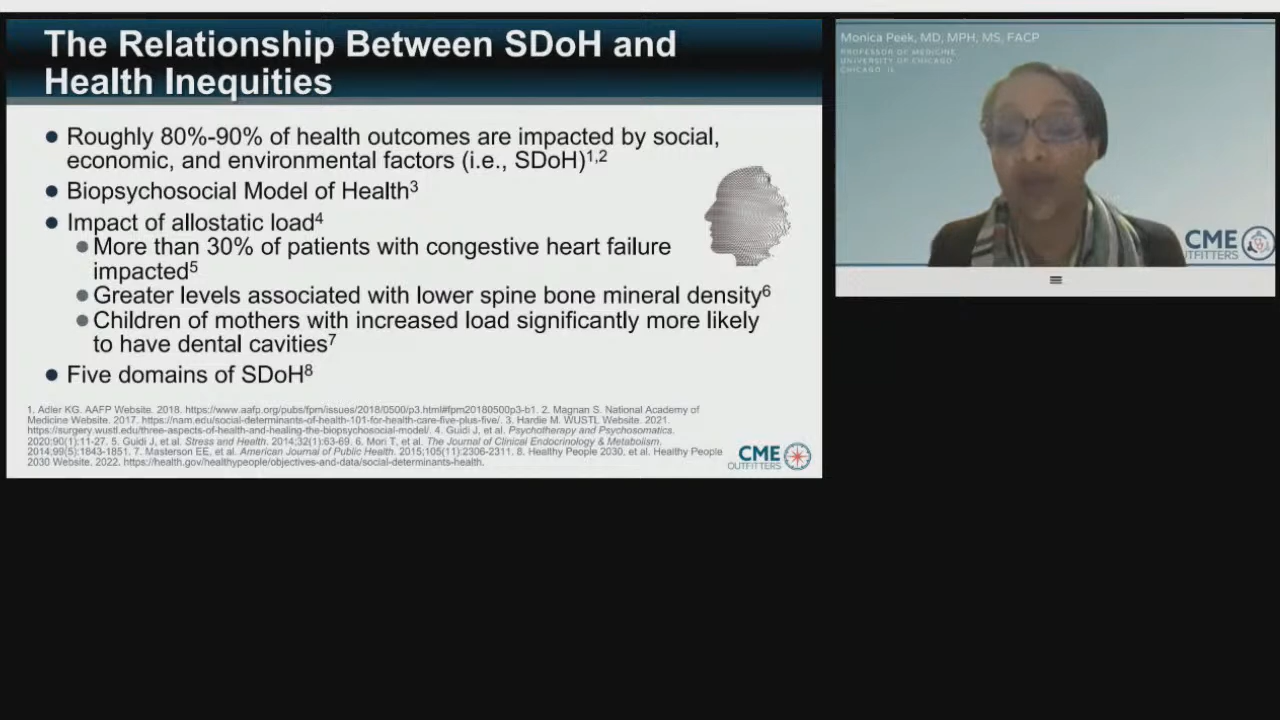 The Relationship Between SDoH and
Health Inequities
● Roughly 80%-90% of health outcomes are impacted by social,
economic, and environmental factors (i.e., SDoH)1,2
● Biopsychosocial Model of Health3
● Impact of allostatic load4
● More than 30% of patients with congestive heart failure
impacted5
● Greater levels associated with lower spine bone mineral density6
● Children of mothers with increased load significantly more likely
to have dental cavities7
● Five domains of SDoH8
1. Adler KG. AAFP Website. 2018. https://www.aafp.org/pubs/fpm/issues/2018/0500/p3.html#fpm20180500p3-b1. 2. Magnan S. National Academy of
Medicine Website. 2017. https://nam.edu/social-determinants-of-health-101-for-health-care-five-plus-five/. 3. Hardie M. WUSTL Website. 2021.
https://surgery.wustl.edu/three-aspects-of-health-and-healing-the-biopsychosocial-model/. 4. Guidi J, et al. Psychotherapy and Psychosomatics.
2020;90(1):11-27. 5. Guidi J, et al. Stress and Health. 2014;32(1):63-69. 6. Mori T, et al. The Journal of Clinical Endocrinology & Metabolism.
2014;99(5):1843-1851. 7. Masterson EE, et al. American Journal of Public Health. 2015;105(11):2306-2311. 8. Healthy People 2030, et al. Healthy People
2030 Website. 2022. https://health.gov/healthypeople/objectives-and-data/social-determinants-health.
CME
OUTFITTERS
Monica Peek, MD, MPH, MS, FACP
PROFESSOR OF MEDICINE
UNIVERSITY OF CHICAGO
CHICAGO, IL
CME
OUTFITTERS